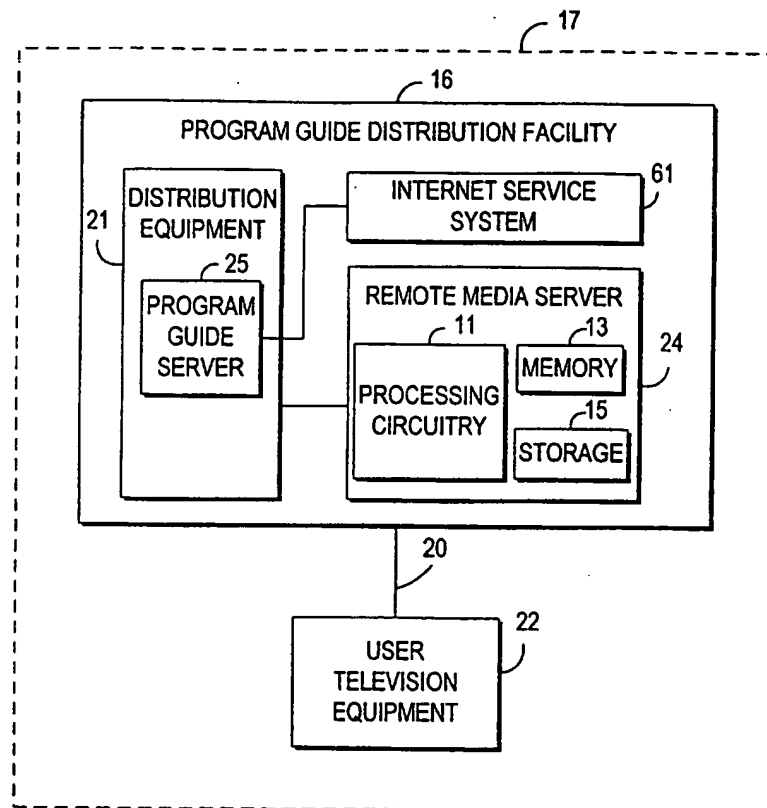 17
16
PROGRAM GUIDE DISTRIBUTION FACILITY
DISTRIBUTION
EQUIPMENT
21
25
PROGRAM
GUIDE
SERVER
INTERNET SERVICE
SYSTEM
61
REMOTE MEDIA SERVER
11
PROCESSING
CIRCUITRY
13
MEMORY
24
15
STORAGE
20
22
USER
TELEVISION
EQUIPMENT